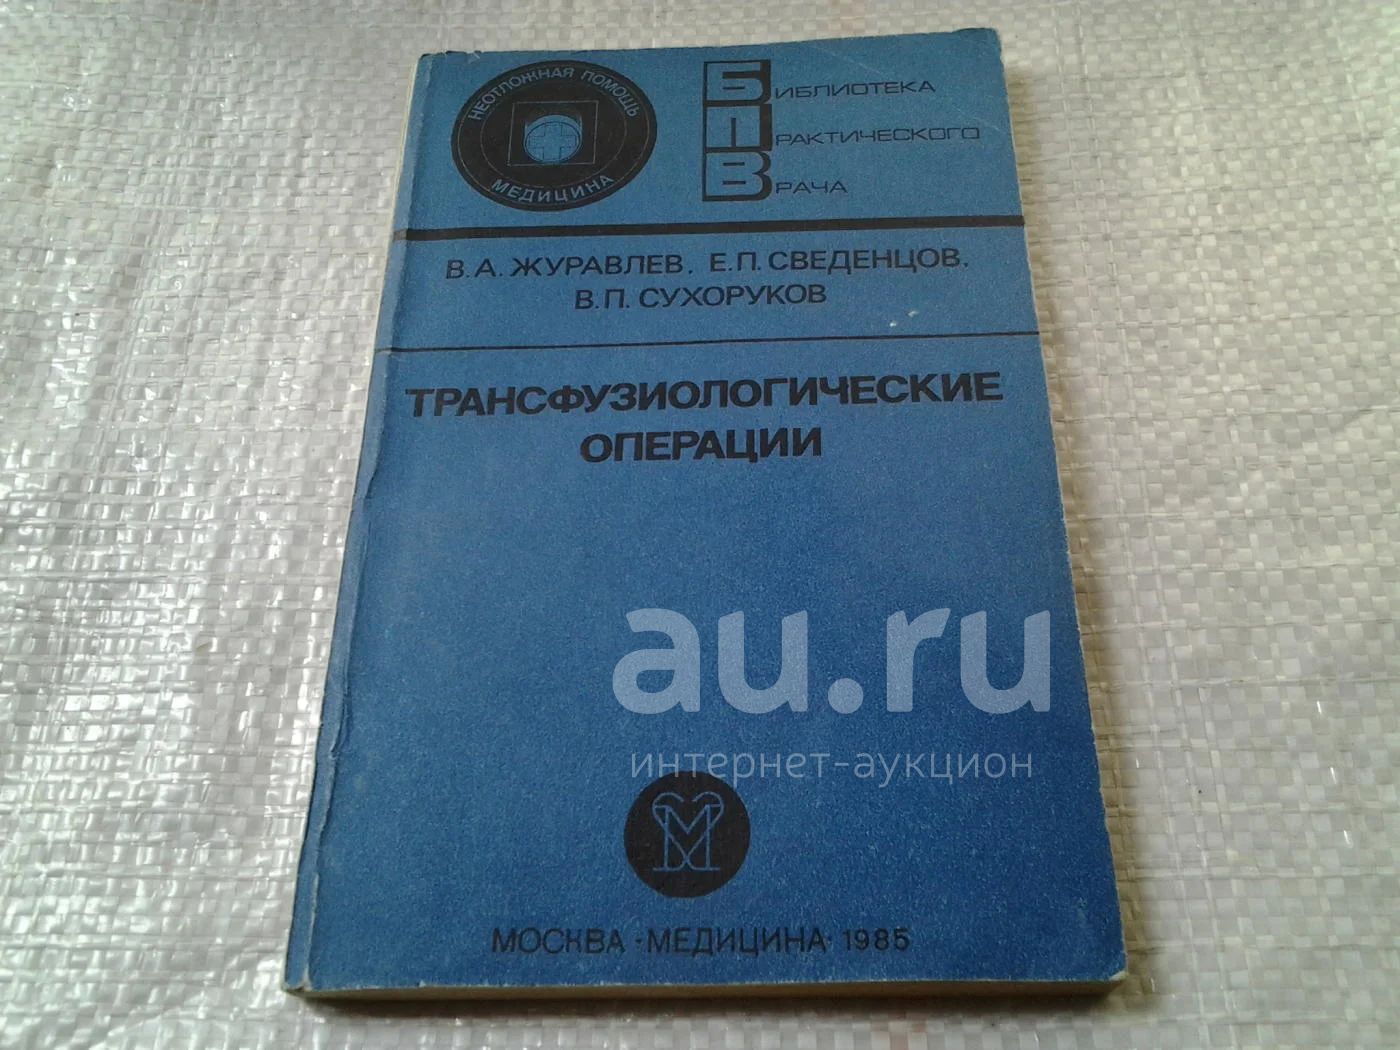 НЕОТЛОЖНАЯ ПОМОЩЬ
МЕДИЦИНА
БИБЛИОТЕКА
ПРАКТИЧЕСКОГО
ВРАЧА
В.А. ЖУРАВЛЕВ, Е.П. СВЕДЕНЦОВ,
В.П. СУХОРУКОВ
ТРАНСФУЗИОЛОГИЧЕСКИЕ
ОПЕРАЦИИ
au.ru
интернет-аукцион
М
МОСКВА · МЕДИЦИНА · 1985